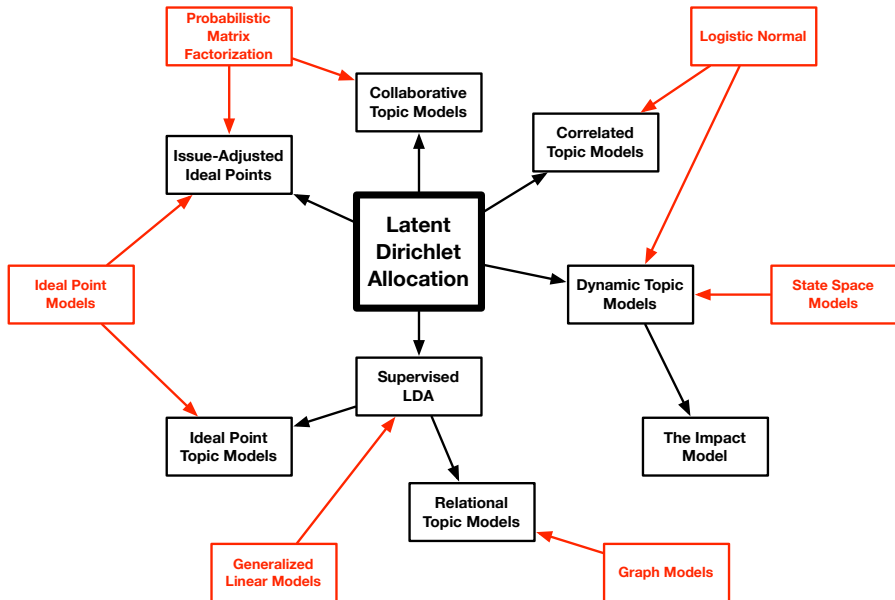 Probabilistic
Matrix
Factorization
Logistic Normal
Collaborative
Topic Models
Correlated
Topic Models
Issue-Adjusted
Ideal Points
Latent
Dirichlet
Allocation
Ideal Point
Models
Dynamic Topic
Models
State Space
Models
Supervised
LDA
Ideal Point
Topic Models
The Impact
Model
Relational
Topic Models
Generalized
Linear Models
Graph Models